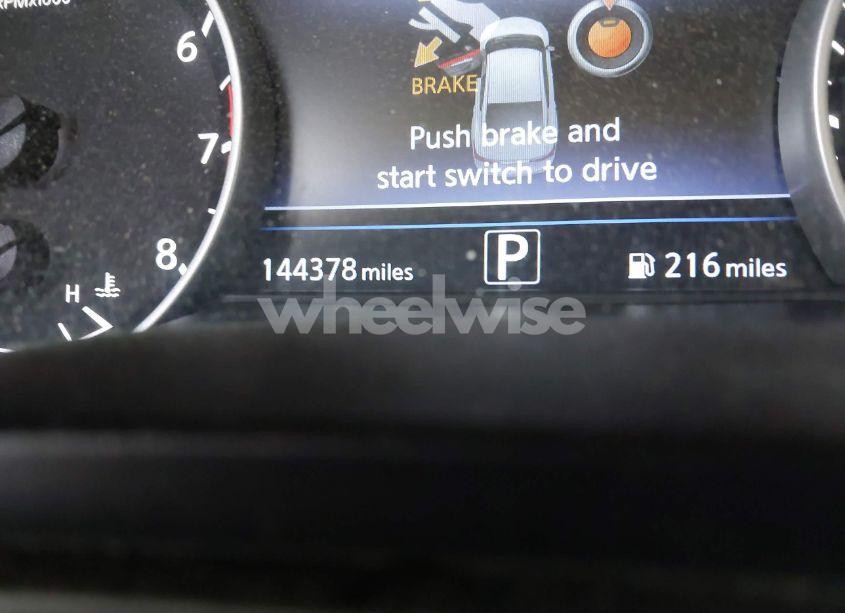 6
BRAKE
7
Push brake and
start switch to drive
8
144378 miles P 216 miles
H
wheelwise